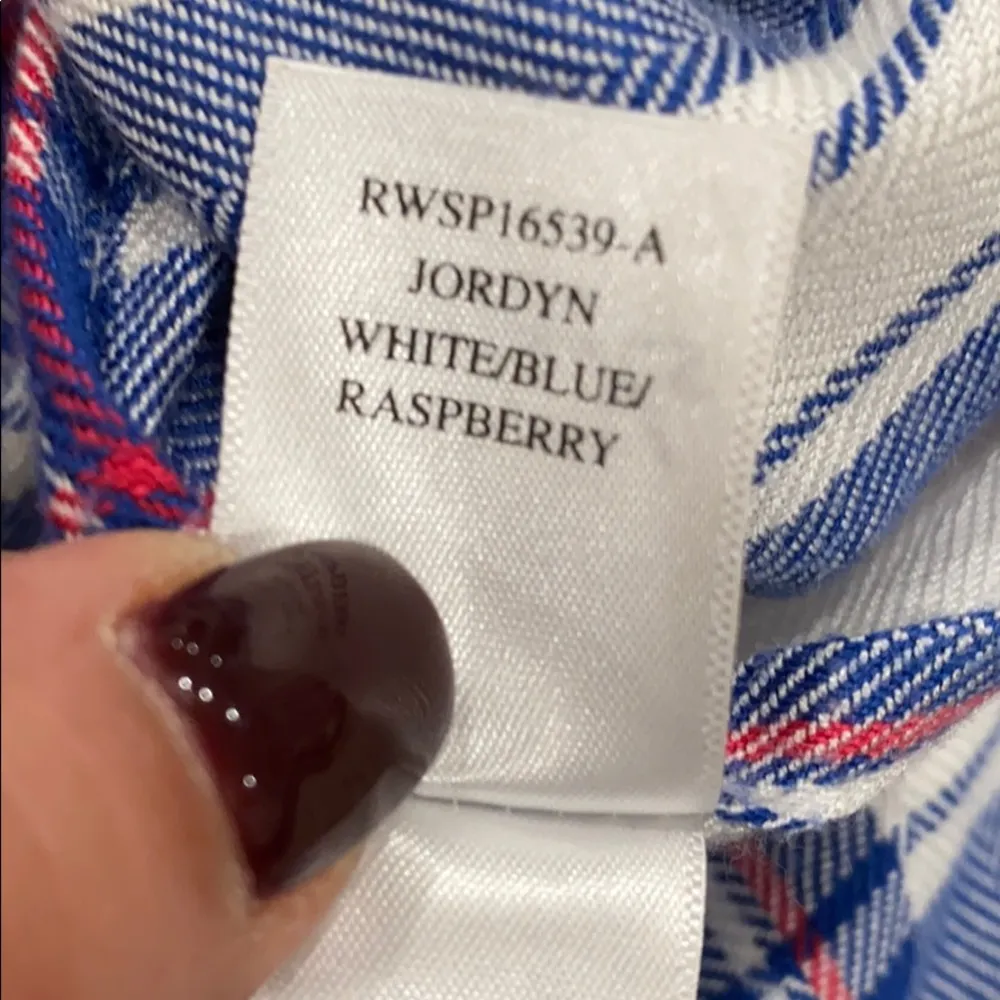 RWSP16539-A
JORDYN
WHITE/BLUE/
RASPBERRY